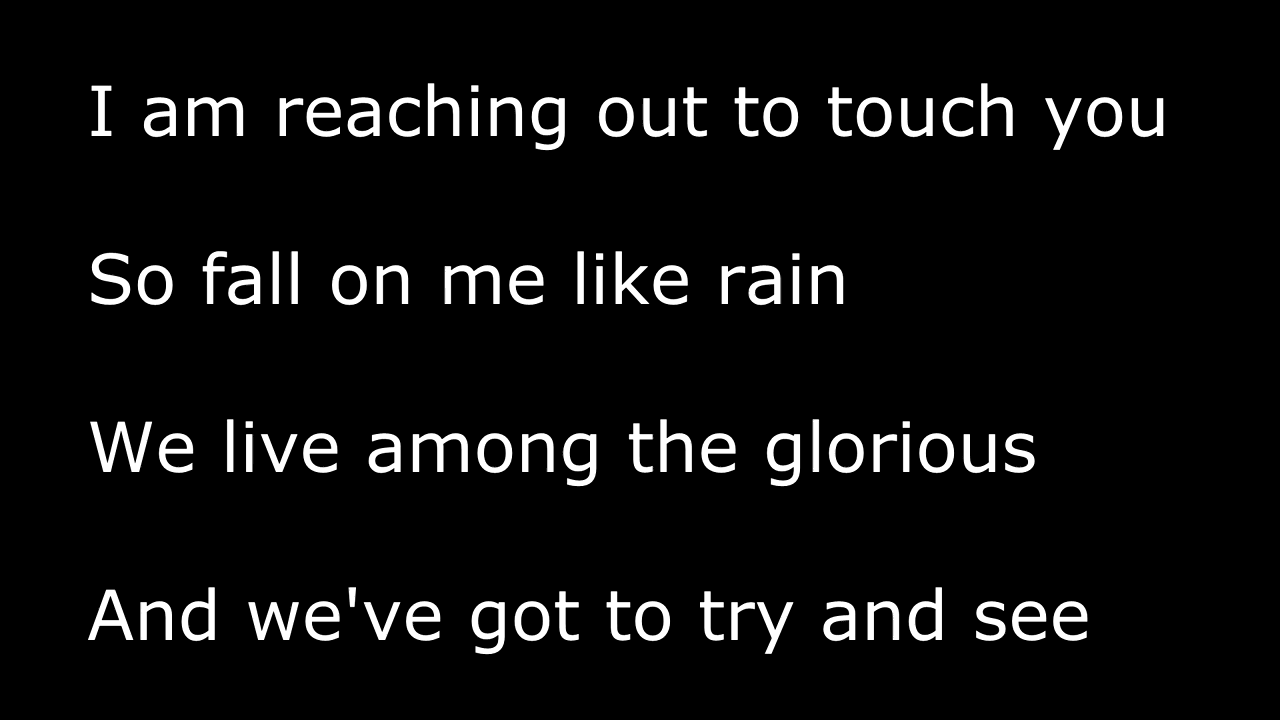 I am reaching out to touch you
So fall on me like rain
We live among the glorious
And we've got to try and see